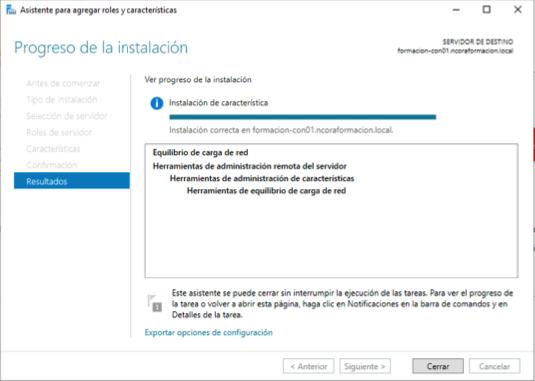 Asistente para agregar roles y características
Progreso de la instalación
SERVIDOR DE DESTINO
formacion-con01.ncoraformacion.local
Antes de comenzar
Tipo de instalación
Selección de servidor
Roles de servidor
Características
Confirmación
Resultados
Ver progreso de la instalación
Instalación de característica
Instalación correcta en formacion-con01.ncoraformacion.local.
Equilibrio de carga de red
Herramientas de administración remota del servidor
Herramientas de administración de características
Herramientas de equilibrio de carga de red
Este asistente se puede cerrar sin interrumpir la ejecución de las tareas. Para ver el progreso de
la tarea o volver a abrir esta página, haga clic en Notificaciones en la barra de comandos y en
Detalles de la tarea.
Exportar opciones de configuración
< Anterior
Siguiente >
Cerrar
Cancelar